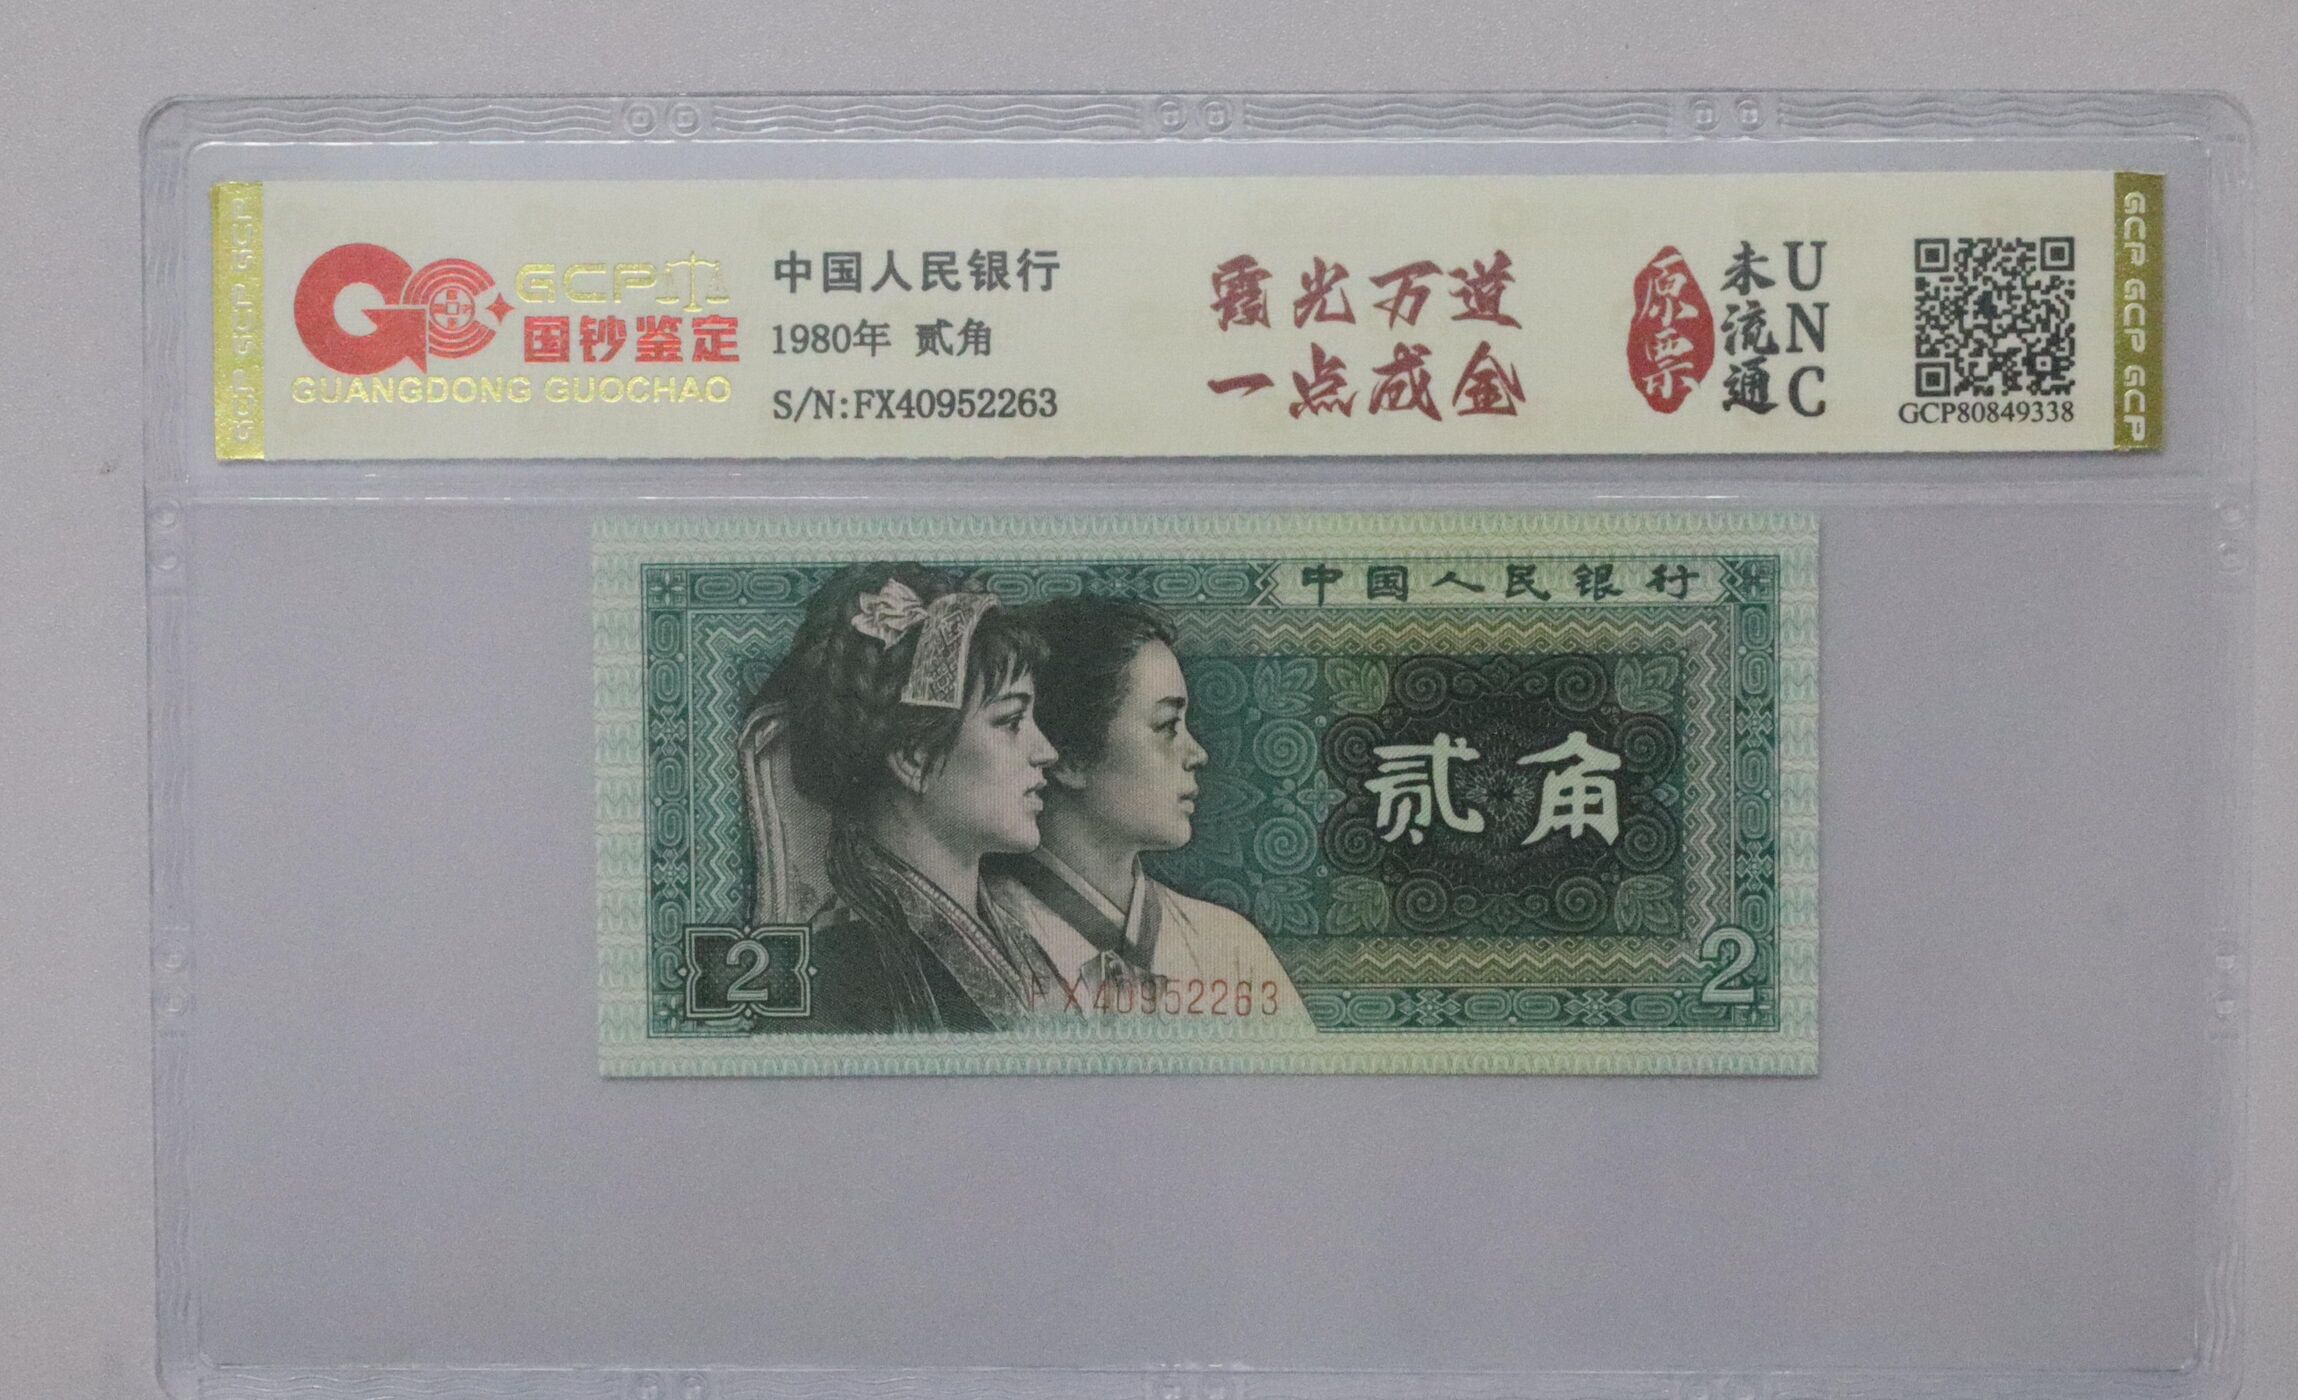 GCP
国钞鉴定
GUANGDONG GUOCHAO
中国人民银行
1980年 贰角
S/N:FX40952263
霞光万道
一点成金
原票
未流通
UNC
GCP80849338
GCP GCP GCP GCP
GCP GCP GCP GCP
中国人民银行
贰角
2
2
FX40952263